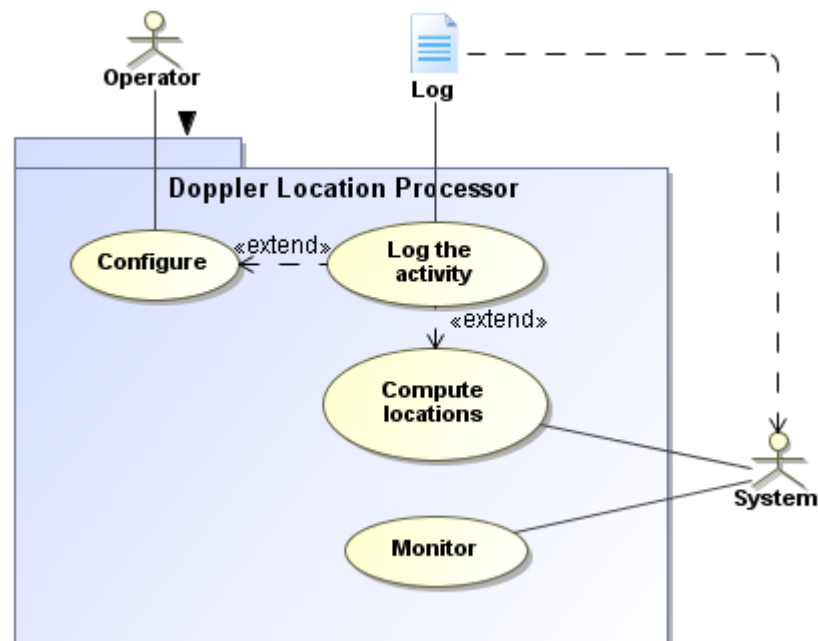 Operator
Log
Doppler Location Processor
Configure
«extend»
Log the
activity
«extend»
Compute
locations
System
Monitor